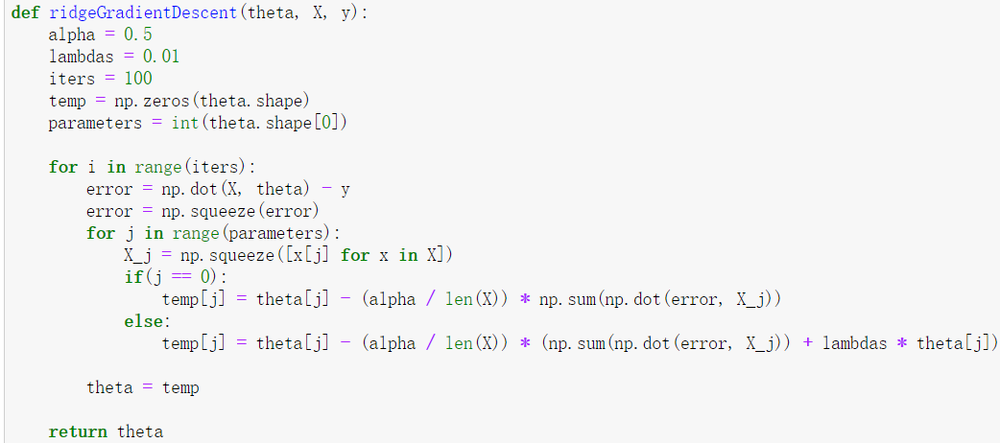 def ridgeGradientDescent(theta, X, y):
    alpha = 0.5
    lambdas = 0.01
    iters = 100
    temp = np.zeros(theta.shape)
    parameters = int(theta.shape[0])

    for i in range(iters):
        error = np.dot(X, theta) - y
        error = np.squeeze(error)
        for j in range(parameters):
            X_j = np.squeeze([x[j] for x in X])
            if(j == 0):
                temp[j] = theta[j] - (alpha / len(X)) * np.sum(np.dot(error, X_j))
            else:
                temp[j] = theta[j] - (alpha / len(X)) * (np.sum(np.dot(error, X_j)) + lambdas * theta[j])

        theta = temp

    return theta